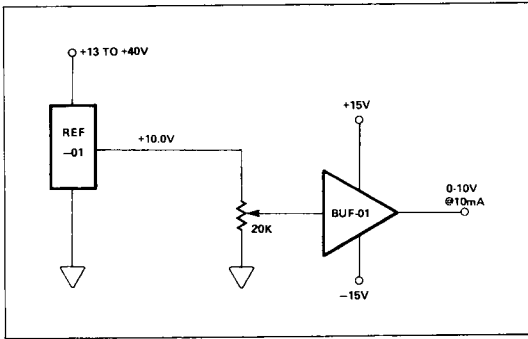 +13 TO +40V
REF
-01
+10.0V
20K
+15V
BUF-01
-15V
0-10V
@10mA